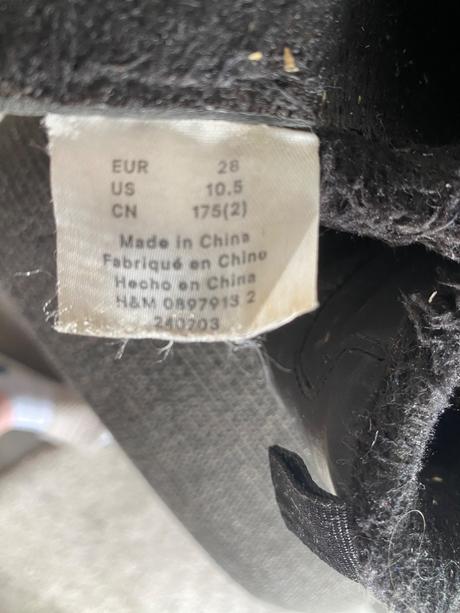 EUR 28
US 10.5
CN 175(2)
Made in China
Fabriqué en Chine
Hecho en China
H&M 0897913 2
240703